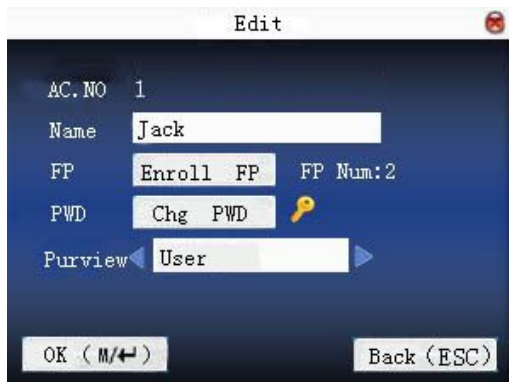 Edit
AC.NO 1
Name Jack
FP Enroll FP FP Num:2
PWD Chg PWD
Purview User
OK (M/↵) Back (ESC)